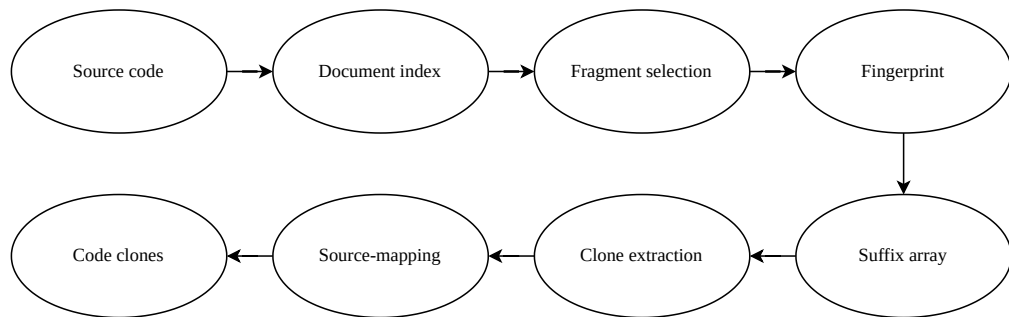 Source code
Document index
Fragment selection
Fingerprint
Code clones
Source-mapping
Clone extraction
Suffix array